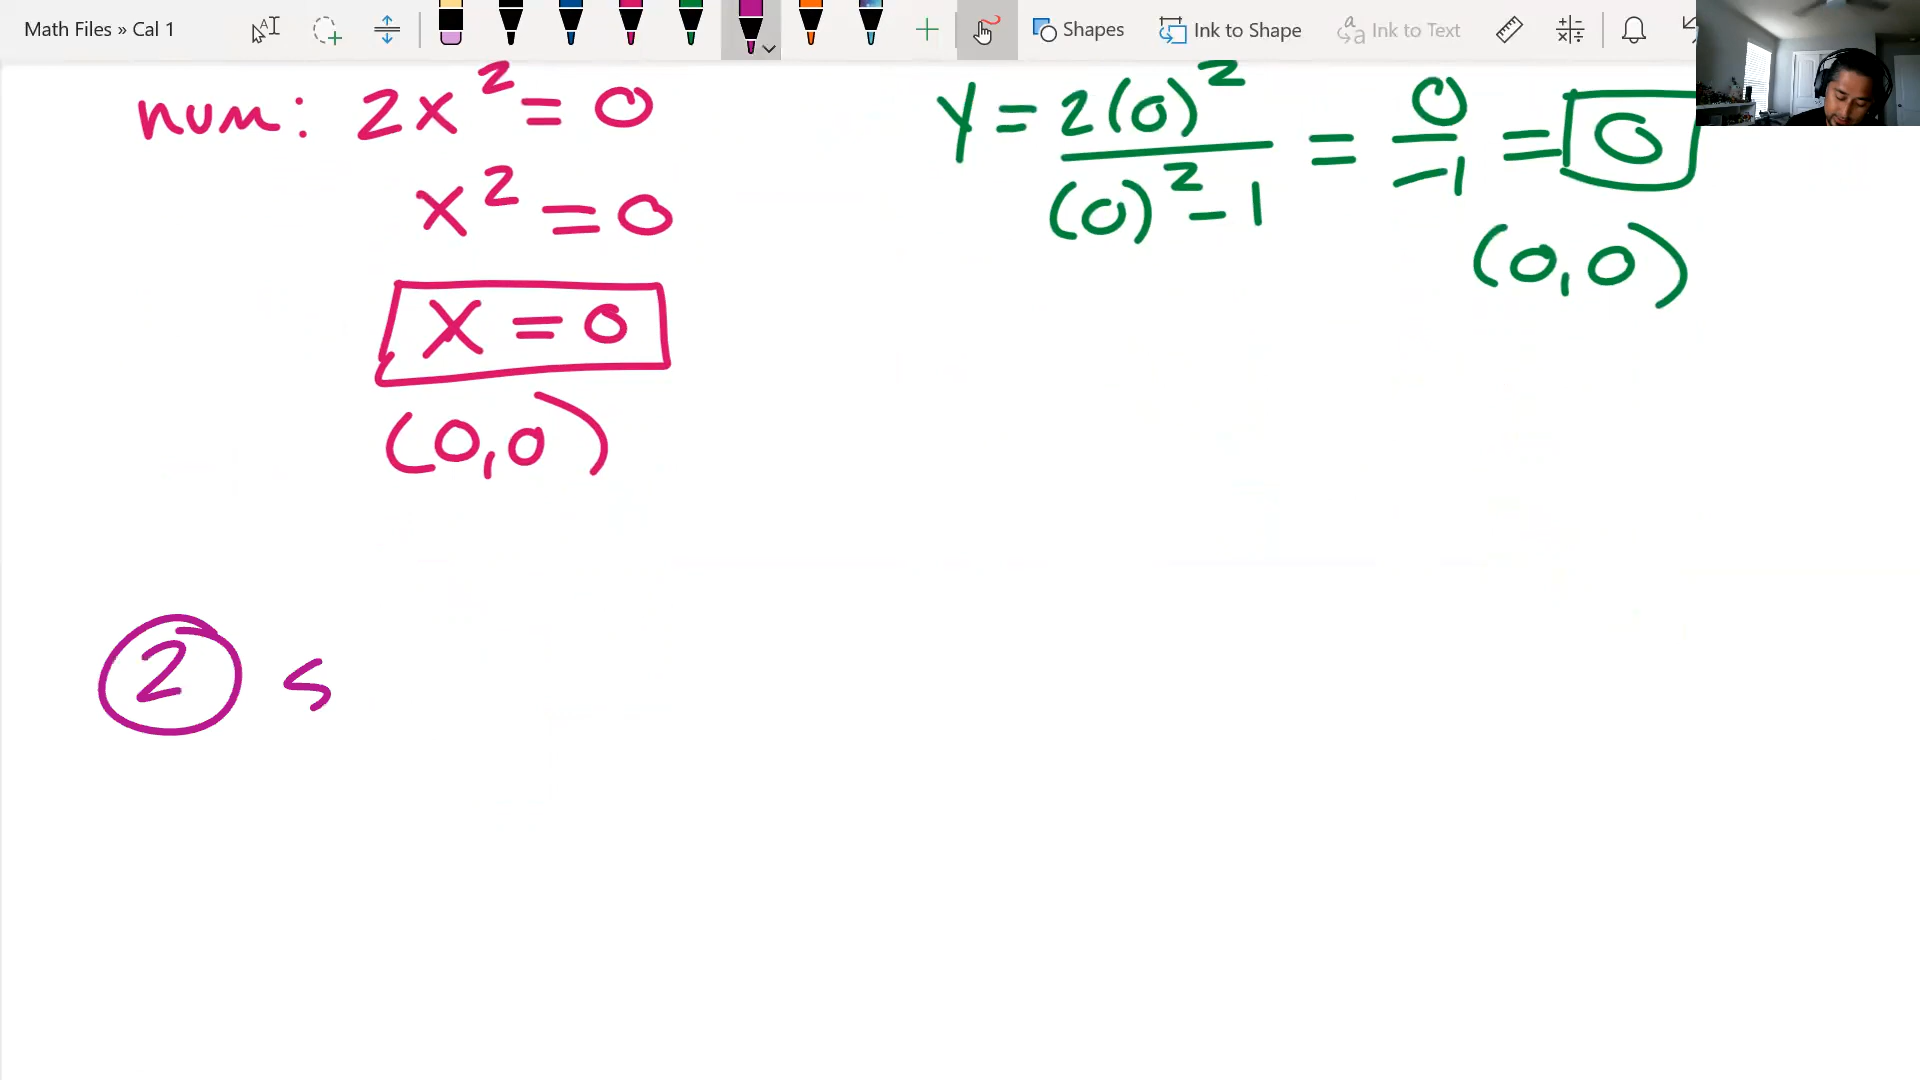 Math Files » Cal 1
Shapes
Ink to Shape
Ink to Text
num: 2x² = 0
x² = 0
x = 0
(0,0)
y = 2(0)² / (0)² - 1 = 0 / -1 = 0
(0,0)
2 s